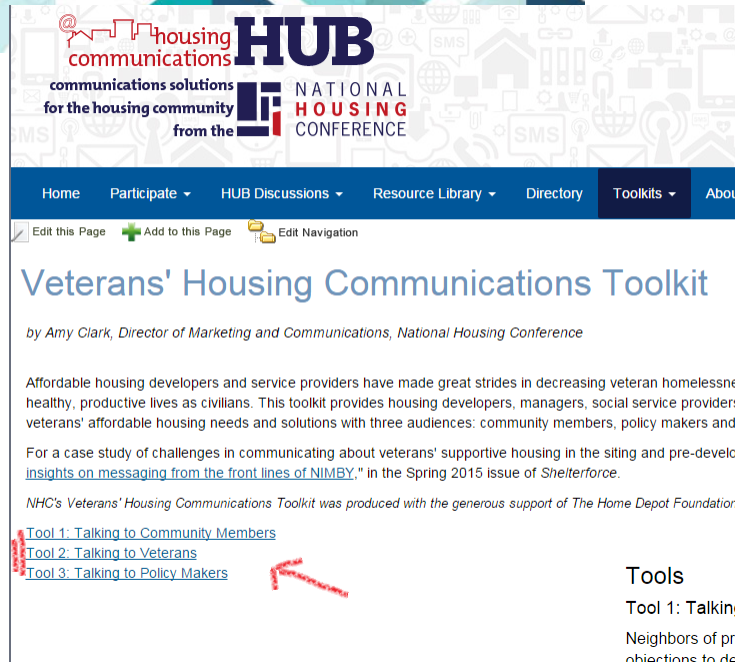 @housing
communications HUB
communications solutions
for the housing community
from the
NATIONAL
HOUSING
CONFERENCE
SMS
SMS
SMS
Home Participate HUB Discussions Resource Library Directory Toolkits Abou
Edit this Page Add to this Page Edit Navigation
Veterans' Housing Communications Toolkit
by Amy Clark, Director of Marketing and Communications, National Housing Conference
Affordable housing developers and service providers have made great strides in decreasing veteran homelessne
healthy, productive lives as civilians. This toolkit provides housing developers, managers, social service providers
veterans' affordable housing needs and solutions with three audiences: community members, policy makers and
For a case study of challenges in communicating about veterans' supportive housing in the siting and pre-develo
insights on messaging from the front lines of NIMBY," in the Spring 2015 issue of Shelterforce.
NHC's Veterans' Housing Communications Toolkit was produced with the generous support of The Home Depot Foundation
Tool 1: Talking to Community Members
Tool 2: Talking to Veterans
Tool 3: Talking to Policy Makers
Tools
Tool 1: Talking
Neighbors of pr
objections to de